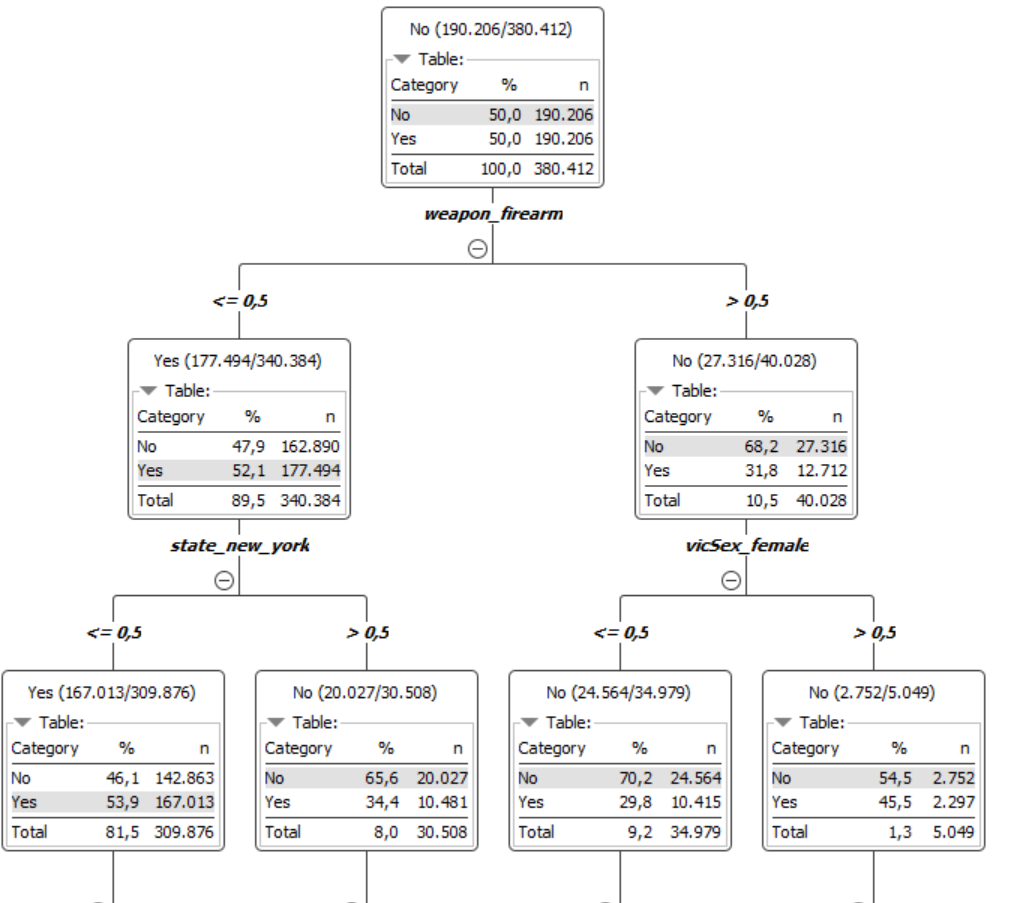 No (190.206/380.412)
Table:
Category % n
No 50,0 190.206
Yes 50,0 190.206
Total 100,0 380.412
weapon_firearm
<= 0,5
> 0,5
Yes (177.494/340.384)
Table:
Category % n
No 47,9 162.890
Yes 52,1 177.494
Total 89,5 340.384
No (27.316/40.028)
Table:
Category % n
No 68,2 27.316
Yes 31,8 12.712
Total 10,5 40.028
state_new_york
vicSex_female
<= 0,5
> 0,5
<= 0,5
> 0,5
Yes (167.013/309.876)
Table:
Category % n
No 46,1 142.863
Yes 53,9 167.013
Total 81,5 309.876
No (20.027/30.508)
Table:
Category % n
No 65,6 20.027
Yes 34,4 10.481
Total 8,0 30.508
No (24.564/34.979)
Table:
Category % n
No 70,2 24.564
Yes 29,8 10.415
Total 9,2 34.979
No (2.752/5.049)
Table:
Category % n
No 54,5 2.752
Yes 45,5 2.297
Total 1,3 5.049